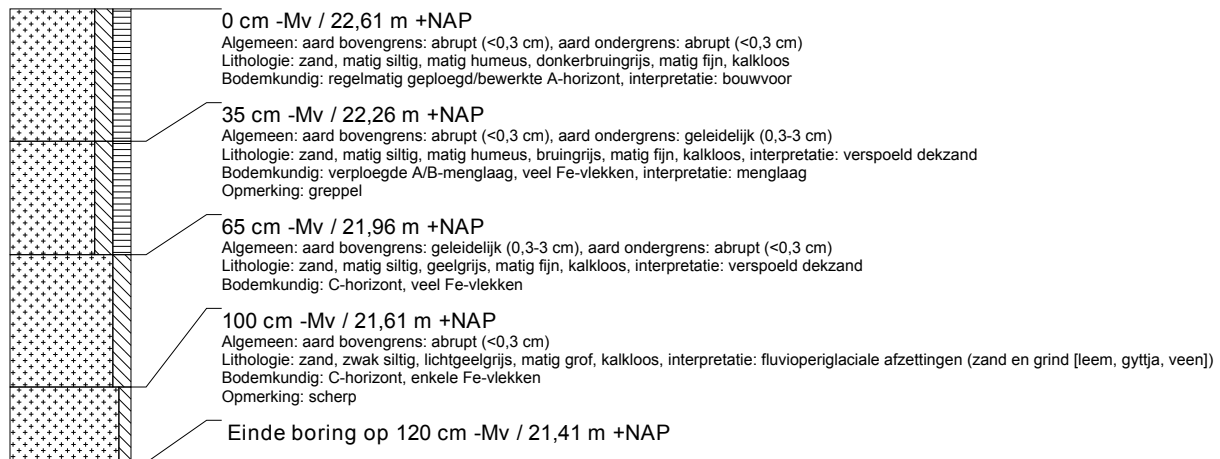 0 cm -Mv / 22,61 m +NAP
Algemeen: aard bovengrens: abrupt (<0,3 cm), aard ondergrens: abrupt (<0,3 cm)
Lithologie: zand, matig siltig, matig humeus, donkerbruingrijs, matig fijn, kalkloos
Bodemkundig: regelmatig geploegd/bewerkte A-horizont, interpretatie: bouwvoor
35 cm -Mv / 22,26 m +NAP
Algemeen: aard bovengrens: abrupt (<0,3 cm), aard ondergrens: geleidelijk (0,3-3 cm)
Lithologie: zand, matig siltig, matig humeus, bruingrijs, matig fijn, kalkloos, interpretatie: verspoeld dekzand
Bodemkundig: verploegde A/B-menglaag, veel Fe-vlekken, interpretatie: menglaag
Opmerking: greppel
65 cm -Mv / 21,96 m +NAP
Algemeen: aard bovengrens: geleidelijk (0,3-3 cm), aard ondergrens: abrupt (<0,3 cm)
Lithologie: zand, matig siltig, geelgrijs, matig fijn, kalkloos, interpretatie: verspoeld dekzand
Bodemkundig: C-horizont, veel Fe-vlekken
100 cm -Mv / 21,61 m +NAP
Algemeen: aard bovengrens: abrupt (<0,3 cm)
Lithologie: zand, zwak siltig, lichtgeelgrijs, matig grof, kalkloos, interpretatie: fluvioperiglaciale afzettingen (zand en grind [leem, gyttja, veen])
Bodemkundig: C-horizont, enkele Fe-vlekken
Opmerking: scherp
Einde boring op 120 cm -Mv / 21,41 m +NAP